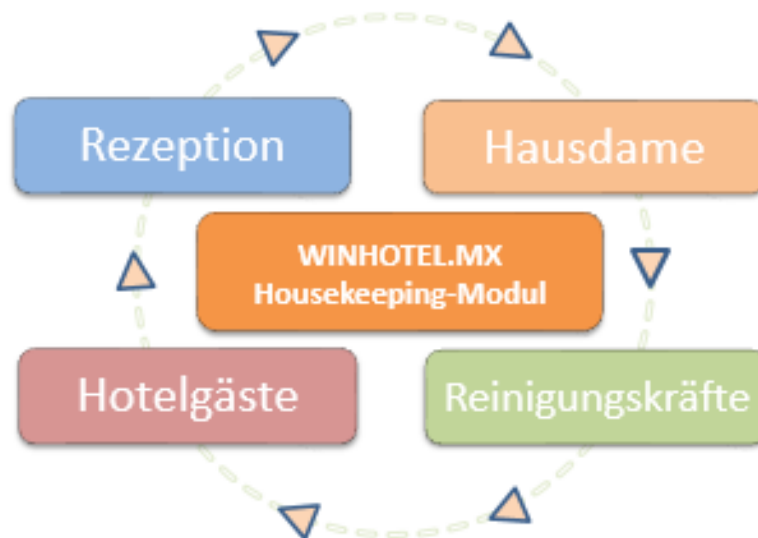 Rezeption
Hausdame
WINHOTEL.MX
Housekeeping-Modul
Hotelgäste
Reinigungskräfte